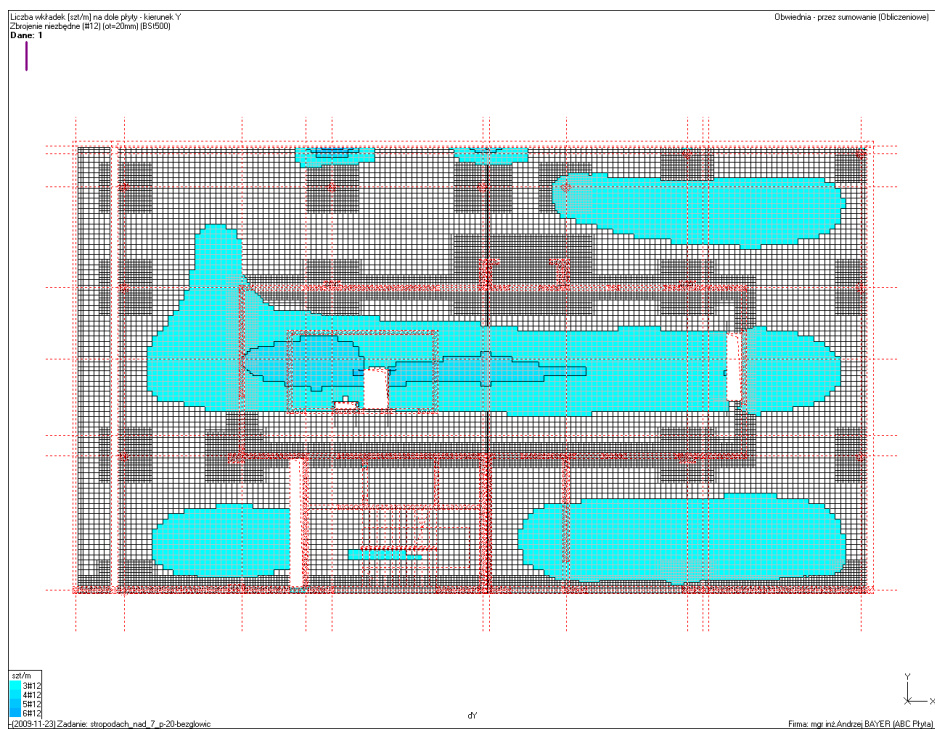 Liczba wkładek [szt/m] na dole płyty - kierunek Y
Obwiednia - przez sumowanie (Obliczeniowe)
Zbrojenie niezbędne (#12) (ot=20mm) (BSt500)
Dane: 1
szt/m
3#12
4#12
5#12
6#12
Y
X
dY
-(2009-11-23) Zadanie: stropodach_nad_7_p-20-bezglowic
Firma: mgr inż.Andrzej BAYER (ABC Płyta)